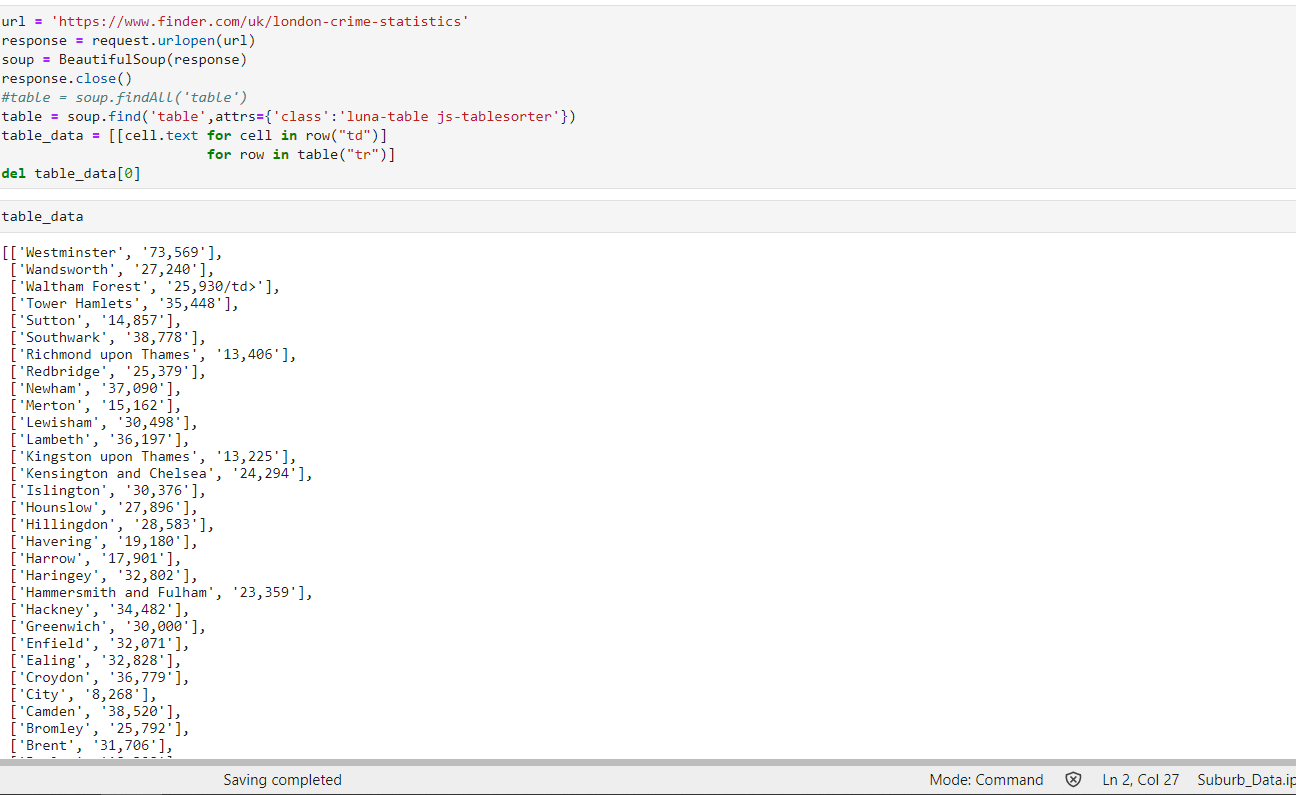 url = 'https://www.finder.com/uk/london-crime-statistics'
response = request.urlopen(url)
soup = BeautifulSoup(response)
response.close()
#table = soup.findAll('table')
table = soup.find('table',attrs={'class':'luna-table js-tablesorter'})
table_data = [[cell.text for cell in row("td")]
                         for row in table("tr")]
del table_data[0]
table_data
[['Westminster', '73,569'],
 ['Wandsworth', '27,240'],
 ['Waltham Forest', '25,930/td>'],
 ['Tower Hamlets', '35,448'],
 ['Sutton', '14,857'],
 ['Southwark', '38,778'],
 ['Richmond upon Thames', '13,406'],
 ['Redbridge', '25,379'],
 ['Newham', '37,090'],
 ['Merton', '15,162'],
 ['Lewisham', '30,498'],
 ['Lambeth', '36,197'],
 ['Kingston upon Thames', '13,225'],
 ['Kensington and Chelsea', '24,294'],
 ['Islington', '30,376'],
 ['Hounslow', '27,896'],
 ['Hillingdon', '28,583'],
 ['Havering', '19,180'],
 ['Harrow', '17,901'],
 ['Haringey', '32,802'],
 ['Hammersmith and Fulham', '23,359'],
 ['Hackney', '34,482'],
 ['Greenwich', '30,000'],
 ['Enfield', '32,071'],
 ['Ealing', '32,828'],
 ['Croydon', '36,779'],
 ['City', '8,268'],
 ['Camden', '38,520'],
 ['Bromley', '25,792'],
 ['Brent', '31,706'],
Saving completed Mode: Command Ln 2, Col 27 Suburb_Data.ip